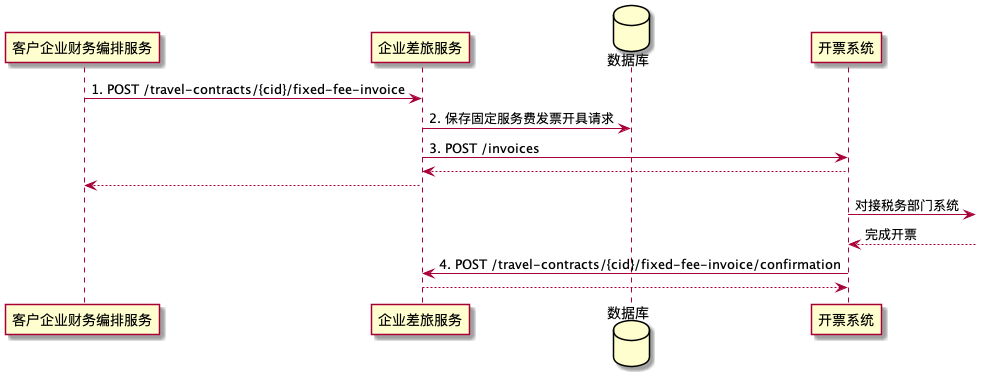 客户企业财务编排服务
企业差旅服务
数据库
开票系统
1. POST /travel-contracts/{cid}/fixed-fee-invoice
2. 保存固定服务费发票开具请求
3. POST /invoices
对接税务部门系统
完成开票
4. POST /travel-contracts/{cid}/fixed-fee-invoice/confirmation
客户企业财务编排服务
企业差旅服务
数据库
开票系统